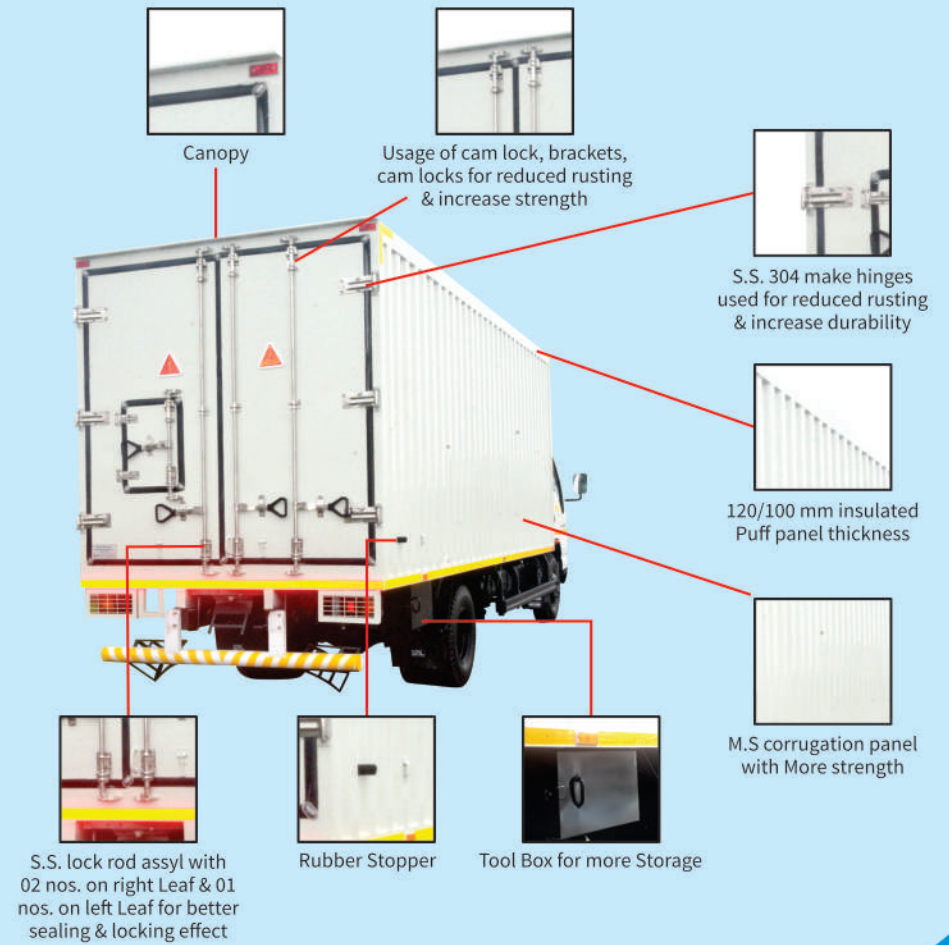 Canopy
Usage of cam lock, brackets,
cam locks for reduced rusting
& increase strength
S.S. 304 make hinges
used for reduced rusting
& increase durability
120/100 mm insulated
Puff panel thickness
M.S corrugation panel
with More strength
S.S. lock rod assyl with
02 nos. on right Leaf & 01
nos. on left Leaf for better
sealing & locking effect
Rubber Stopper
Tool Box for more Storage